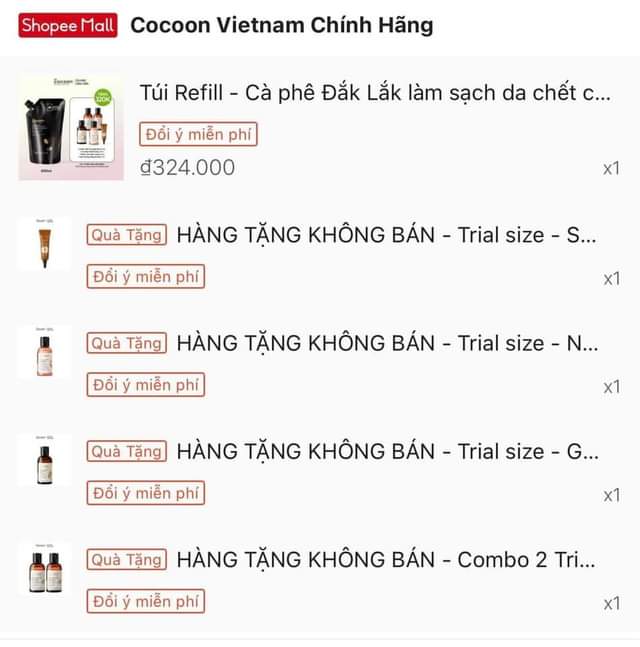 Shopee Mall Cocoon Vietnam Chính Hãng
Túi Refill - Cà phê Đắk Lắk làm sạch da chết c...
Đổi ý miễn phí
₫324.000
x1
Quà Tặng HÀNG TẶNG KHÔNG BÁN - Trial size - S...
Đổi ý miễn phí
x1
Quà Tặng HÀNG TẶNG KHÔNG BÁN - Trial size - N...
Đổi ý miễn phí
x1
Quà Tặng HÀNG TẶNG KHÔNG BÁN - Trial size - G...
Đổi ý miễn phí
x1
Quà Tặng HÀNG TẶNG KHÔNG BÁN - Combo 2 Tri...
Đổi ý miễn phí
x1